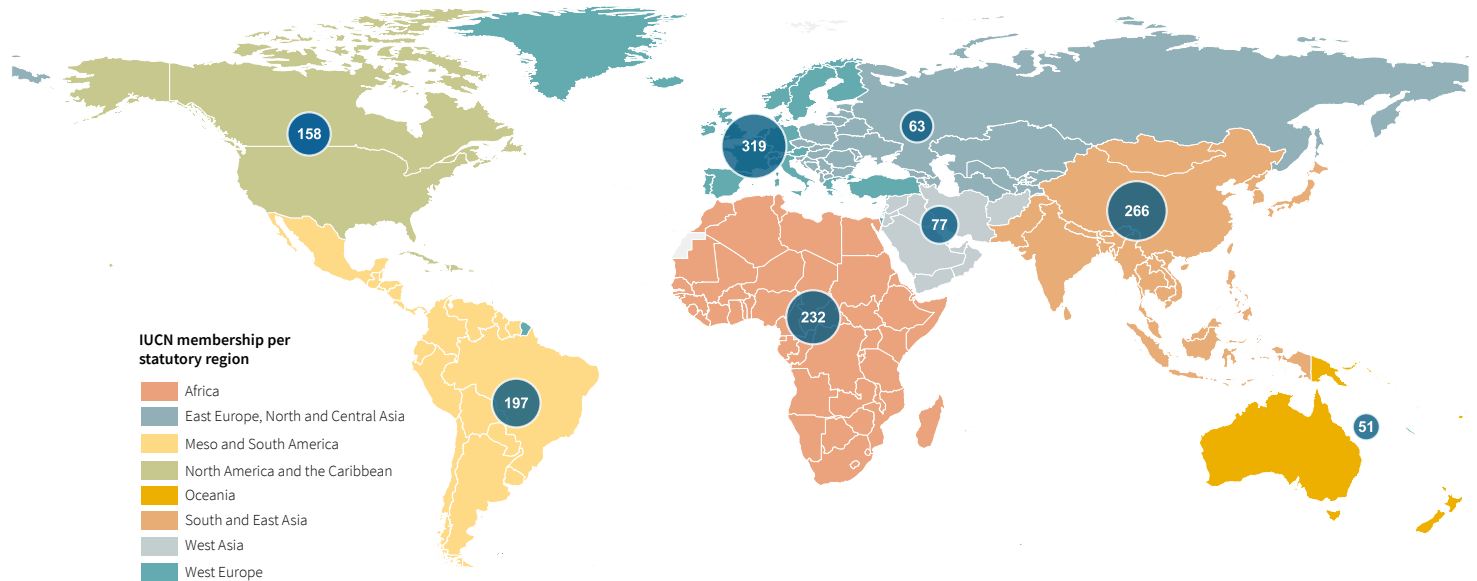 158
319
63
266
77
232
197
51
IUCN membership per
statutory region
Africa
East Europe, North and Central Asia
Meso and South America
North America and the Caribbean
Oceania
South and East Asia
West Asia
West Europe